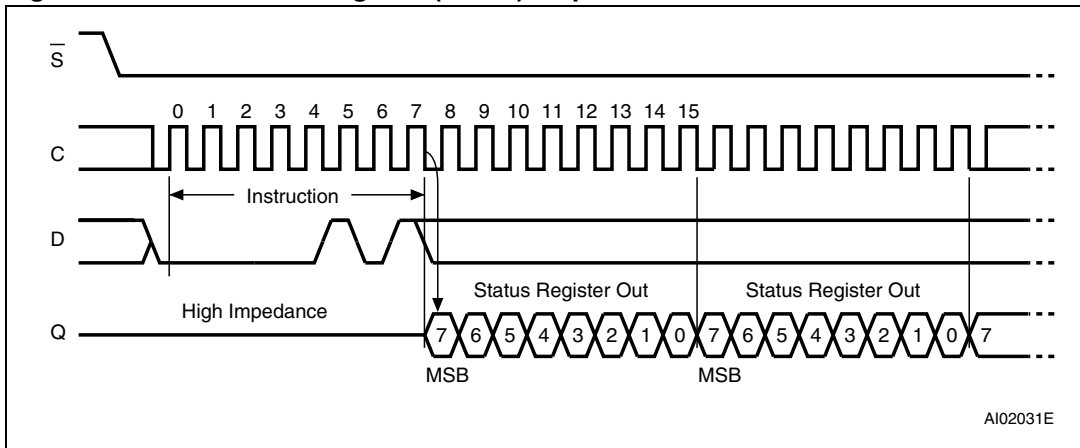 S
0 1 2 3 4 5 6 7 8 9 10 11 12 13 14 15
C
Instruction
D
Status Register Out Status Register Out
High Impedance
Q 7 6 5 4 3 2 1 0 7 6 5 4 3 2 1 0 7
MSB MSB
AI02031E